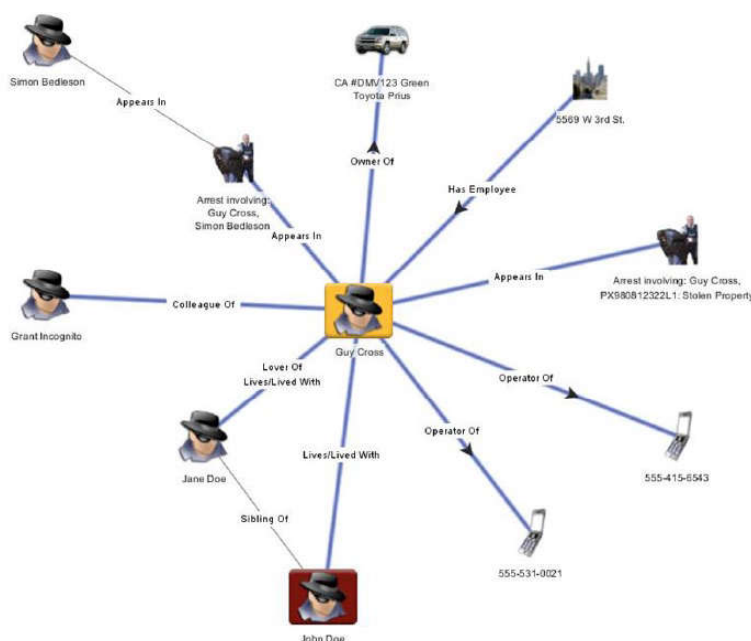 Simon Bedleson
CA #DMV123 Green
Toyota Prius
5569 W 3rd St.
Appears In
Owner Of
Has Employee
Arrest involving:
Guy Cross,
Simon Bedleson
Appears In
Appears In
Arrest involving: Guy Cross,
PX980812322L1: Stolen Property
Colleague Of
Grant Incognito
Guy Cross
Lover Of
Lives/Lived With
Operator Of
Operator Of
Lives/Lived With
Jane Doe
555-415-6543
Sibling Of
555-531-0021
John Doe